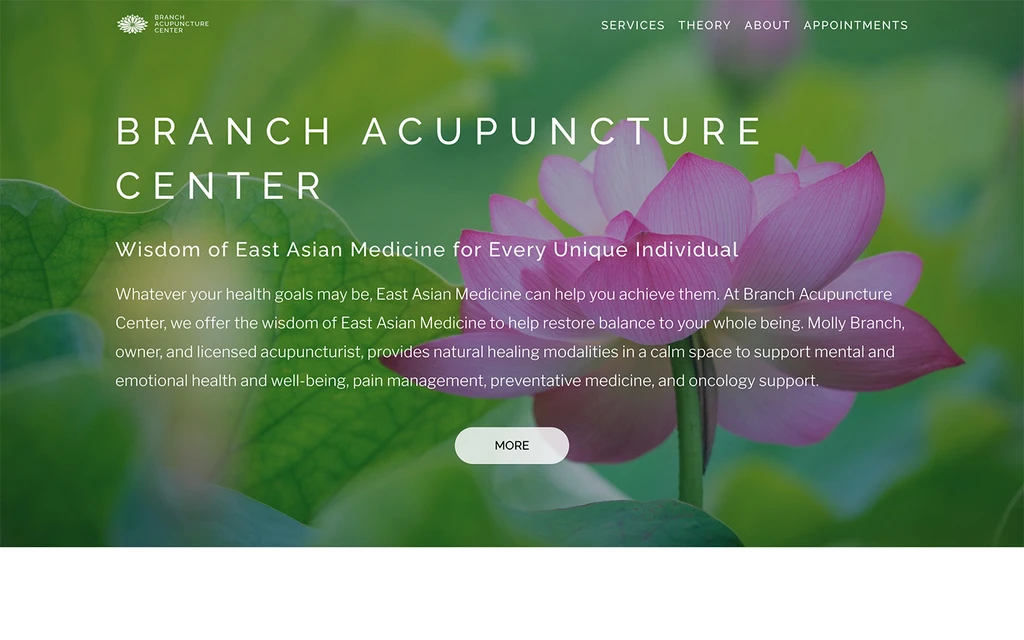 BRANCH
ACUPUNCTURE
CENTER
SERVICES THEORY ABOUT APPOINTMENTS
BRANCH ACUPUNCTURE
CENTER
Wisdom of East Asian Medicine for Every Unique Individual
Whatever your health goals may be, East Asian Medicine can help you achieve them. At Branch Acupuncture
Center, we offer the wisdom of East Asian Medicine to help restore balance to your whole being. Molly Branch,
owner, and licensed acupuncturist, provides natural healing modalities in a calm space to support mental and
emotional health and well-being, pain management, preventative medicine, and oncology support.
MORE